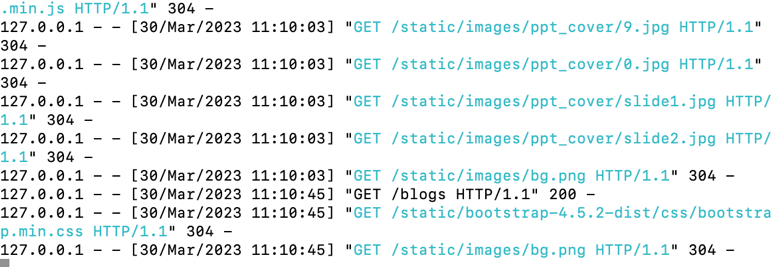 .min.js HTTP/1.1" 304 -
127.0.0.1 - - [30/Mar/2023 11:10:03] "GET /static/images/ppt_cover/9.jpg HTTP/1.1"
304 -
127.0.0.1 - - [30/Mar/2023 11:10:03] "GET /static/images/ppt_cover/0.jpg HTTP/1.1"
304 -
127.0.0.1 - - [30/Mar/2023 11:10:03] "GET /static/images/ppt_cover/slide1.jpg HTTP/
1.1" 304 -
127.0.0.1 - - [30/Mar/2023 11:10:03] "GET /static/images/ppt_cover/slide2.jpg HTTP/
1.1" 304 -
127.0.0.1 - - [30/Mar/2023 11:10:03] "GET /static/images/bg.png HTTP/1.1" 304 -
127.0.0.1 - - [30/Mar/2023 11:10:45] "GET /blogs HTTP/1.1" 200 -
127.0.0.1 - - [30/Mar/2023 11:10:45] "GET /static/bootstrap-4.5.2-dist/css/bootstra
p.min.css HTTP/1.1" 304 -
127.0.0.1 - - [30/Mar/2023 11:10:45] "GET /static/images/bg.png HTTP/1.1" 304 -